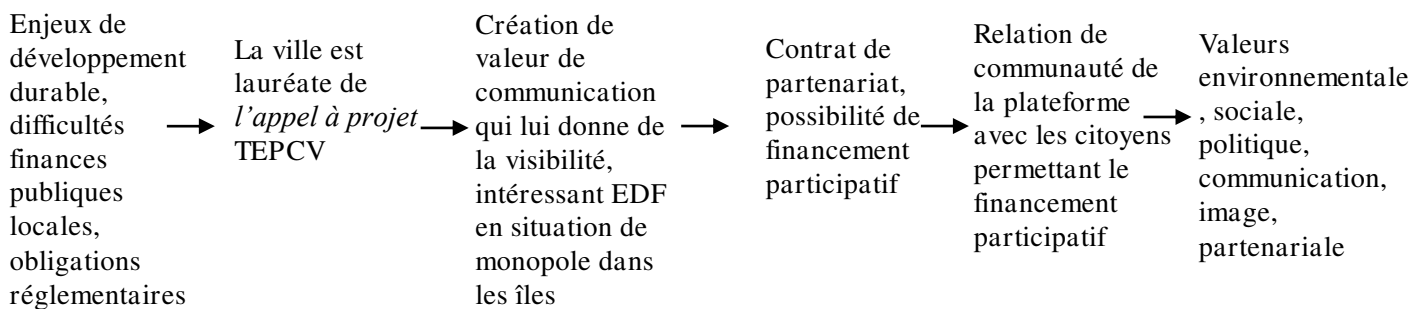 Enjeux de
développement
durable,
difficultés
finances
publiques
locales,
obligations
réglementaires
La ville est
lauréate de
l’appel à projet
TEPCV
Création de
valeur de
communication
qui lui donne de
la visibilité,
intéressant EDF
en situation de
monopole dans
les îles
Contrat de
partenariat,
possibilité de
financement
participatif
Relation de
communauté de
la plateforme
avec les citoyens
permettant le
financement
participatif
Valeurs
environnementale
, sociale,
politique,
communication,
image,
partenariale